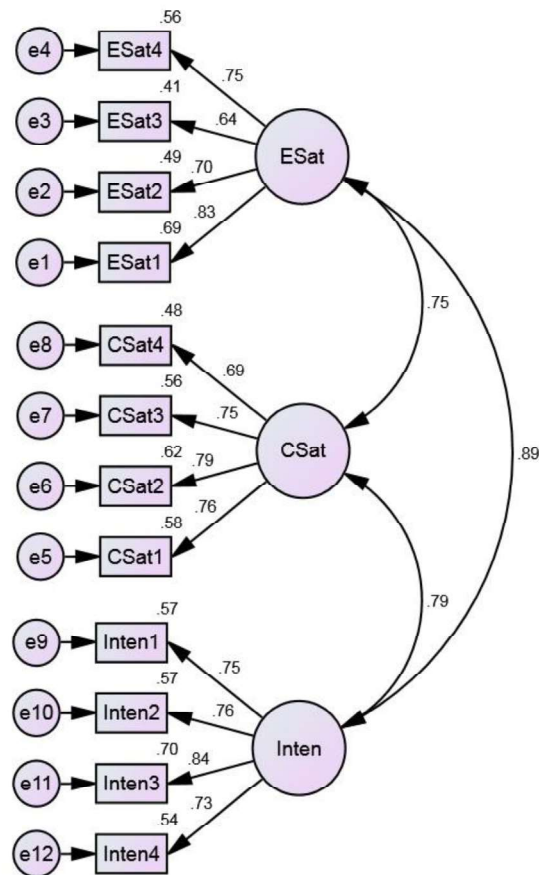 .56
e4 ESat4
.75
.41
e3 ESat3
.64
ESat
.49
e2 ESat2
.70
.83
.69
e1 ESat1
.75
.48
e8 CSat4
.69
.56
e7 CSat3
.75
CSat
.89
.62
e6 CSat2
.79
.76
.58
e5 CSat1
.79
.57
e9 Inten1
.75
.57
e10 Inten2
.76
Inten
.70
e11 Inten3
.84
.73
.54
e12 Inten4